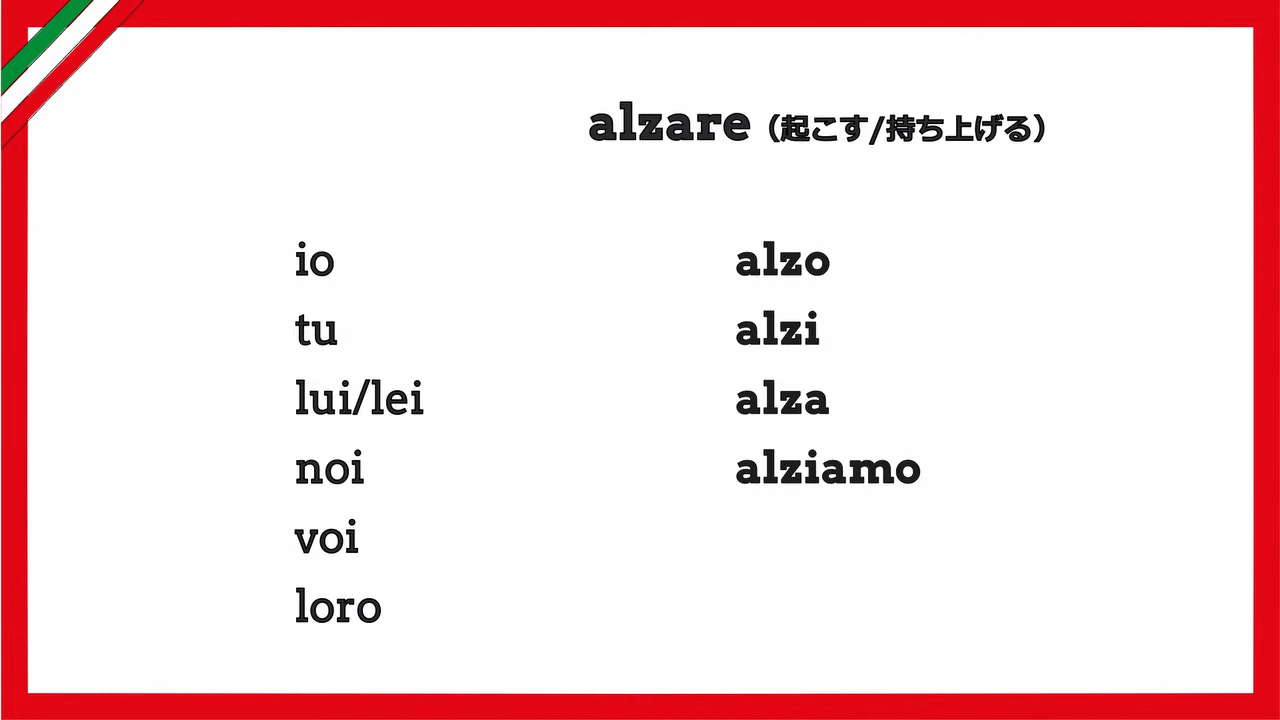 alzare（起こす/持ち上げる）
io alzo
tu alzi
lui/lei alza
noi alziamo
voi
loro